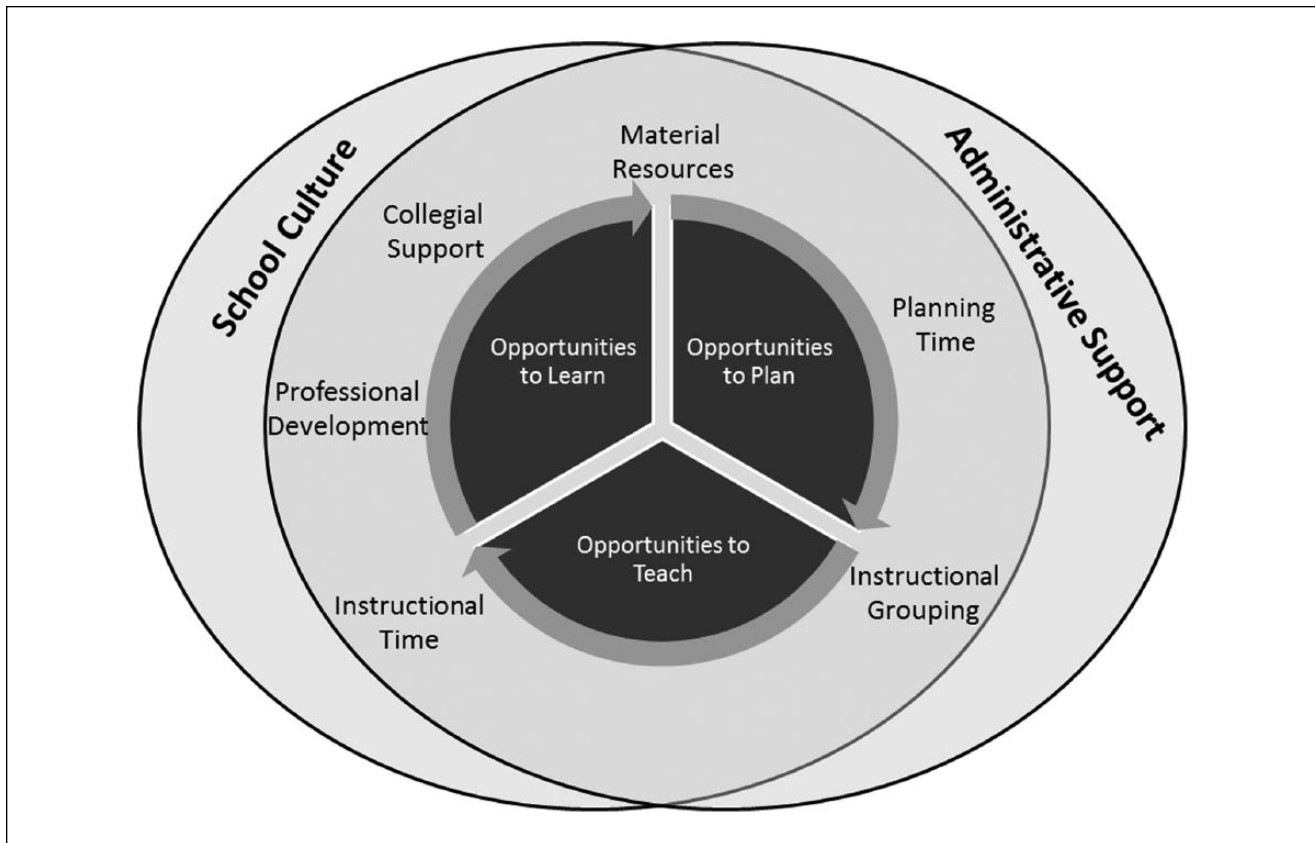 School Culture
Administrative Support
Material
Resources
Collegial
Support
Planning
Time
Opportunities
to Learn
Opportunities
to Plan
Professional
Development
Opportunities to
Teach
Instructional
Time
Instructional
Grouping